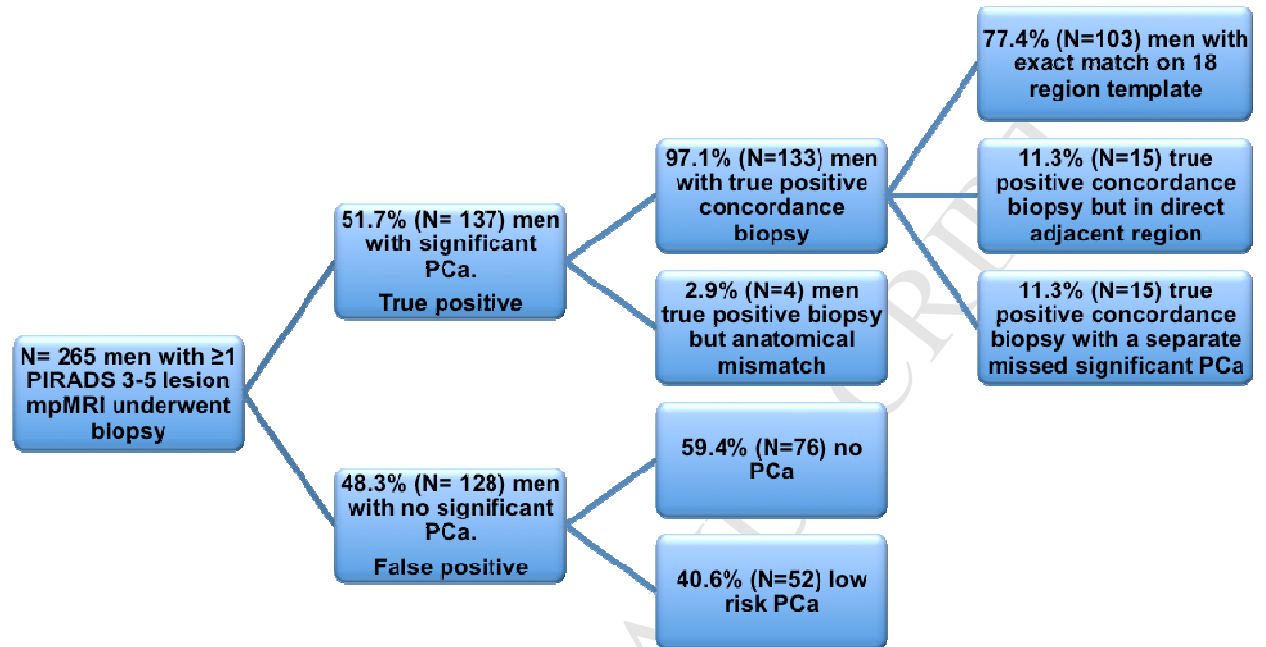 N= 265 men with ≥1
PIRADS 3-5 lesion
mpMRI underwent
biopsy
51.7% (N= 137) men
with significant
PCa.
True positive
48.3% (N= 128) men
with no significant
PCa.
False positive
97.1% (N=133) men
with true positive
concordance
biopsy
2.9% (N=4) men
true positive biopsy
but anatomical
mismatch
59.4% (N=76) no
PCa
40.6% (N=52) low
risk PCa
77.4% (N=103) men with
exact match on 18
region template
11.3% (N=15) true
positive concordance
biopsy but in direct
adjacent region
11.3% (N=15) true
positive concordance
biopsy with a separate
missed significant PCa